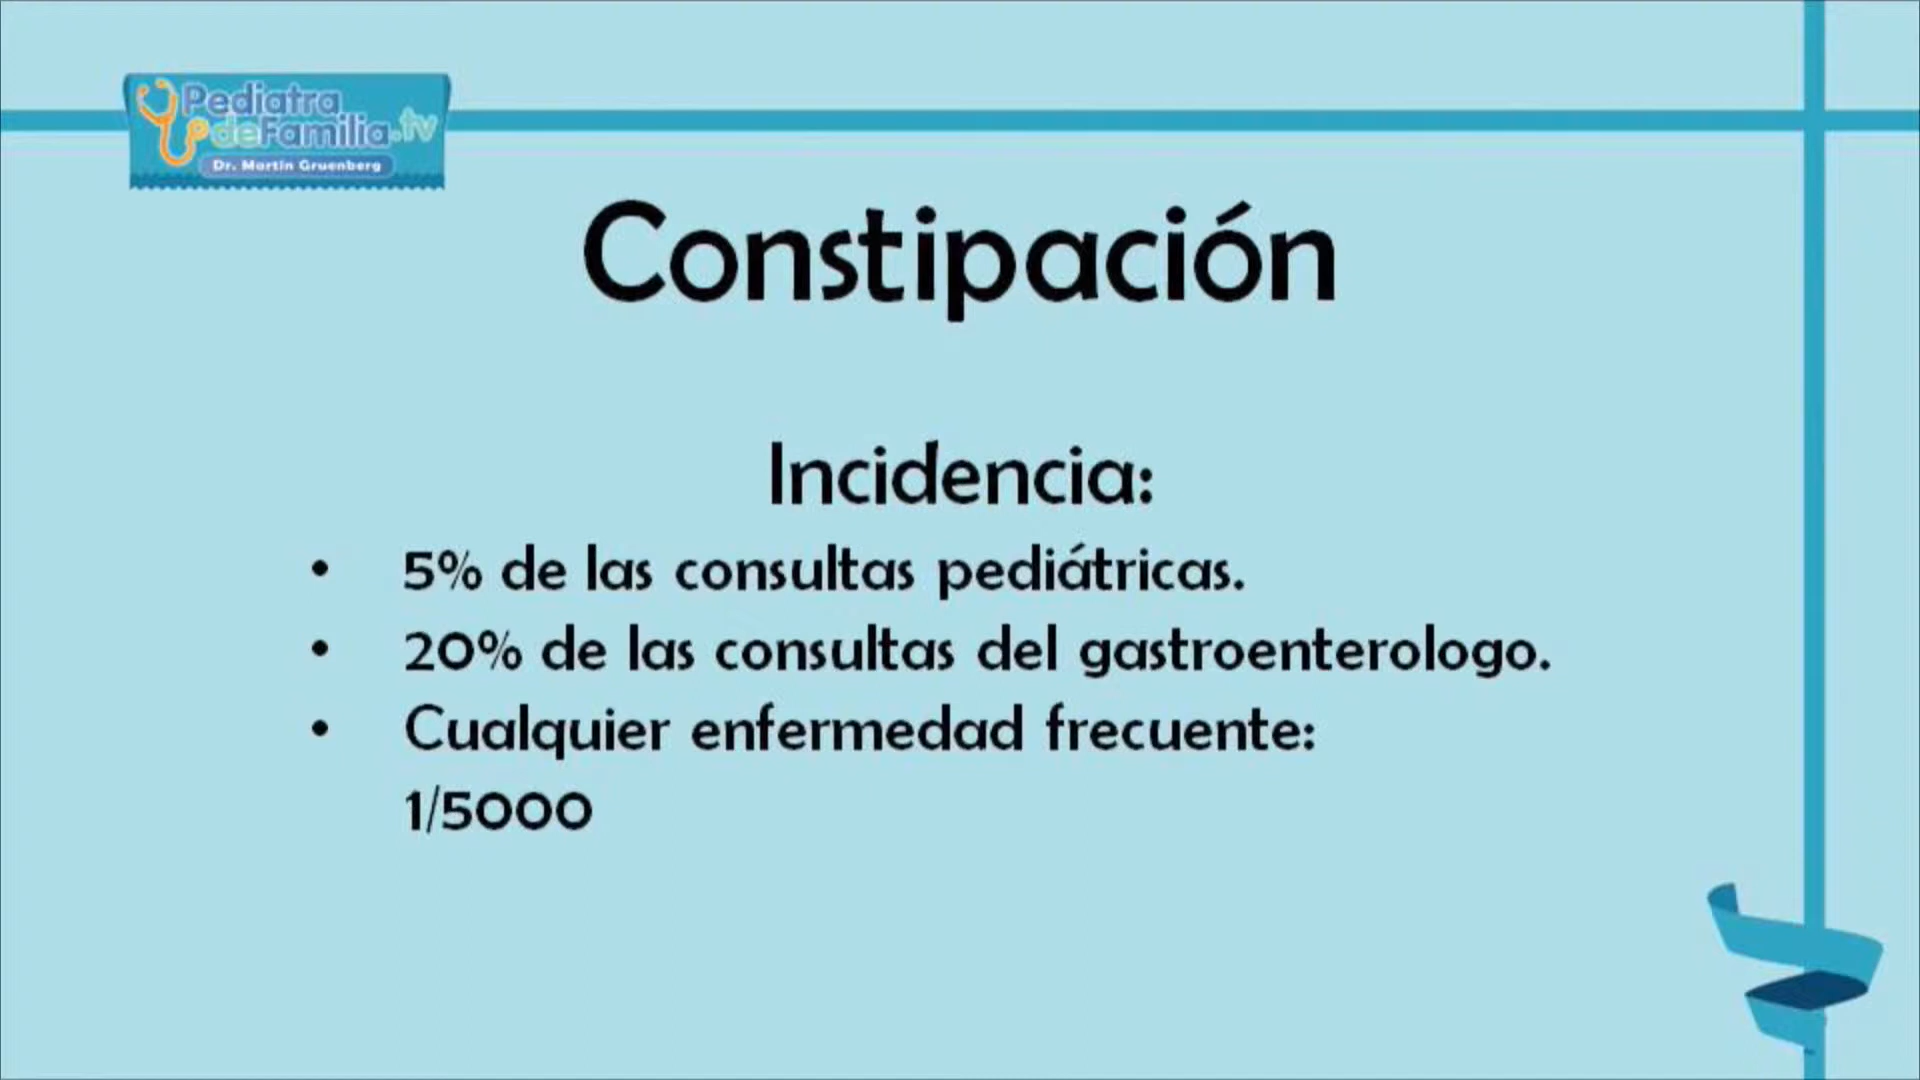 Pediatra
deFamilia.tv
Dr. Martin Gruenberg
Constipación
Incidencia:
• 5% de las consultas pediátricas.
• 20% de las consultas del gastroenterologo.
• Cualquier enfermedad frecuente:
1/5000